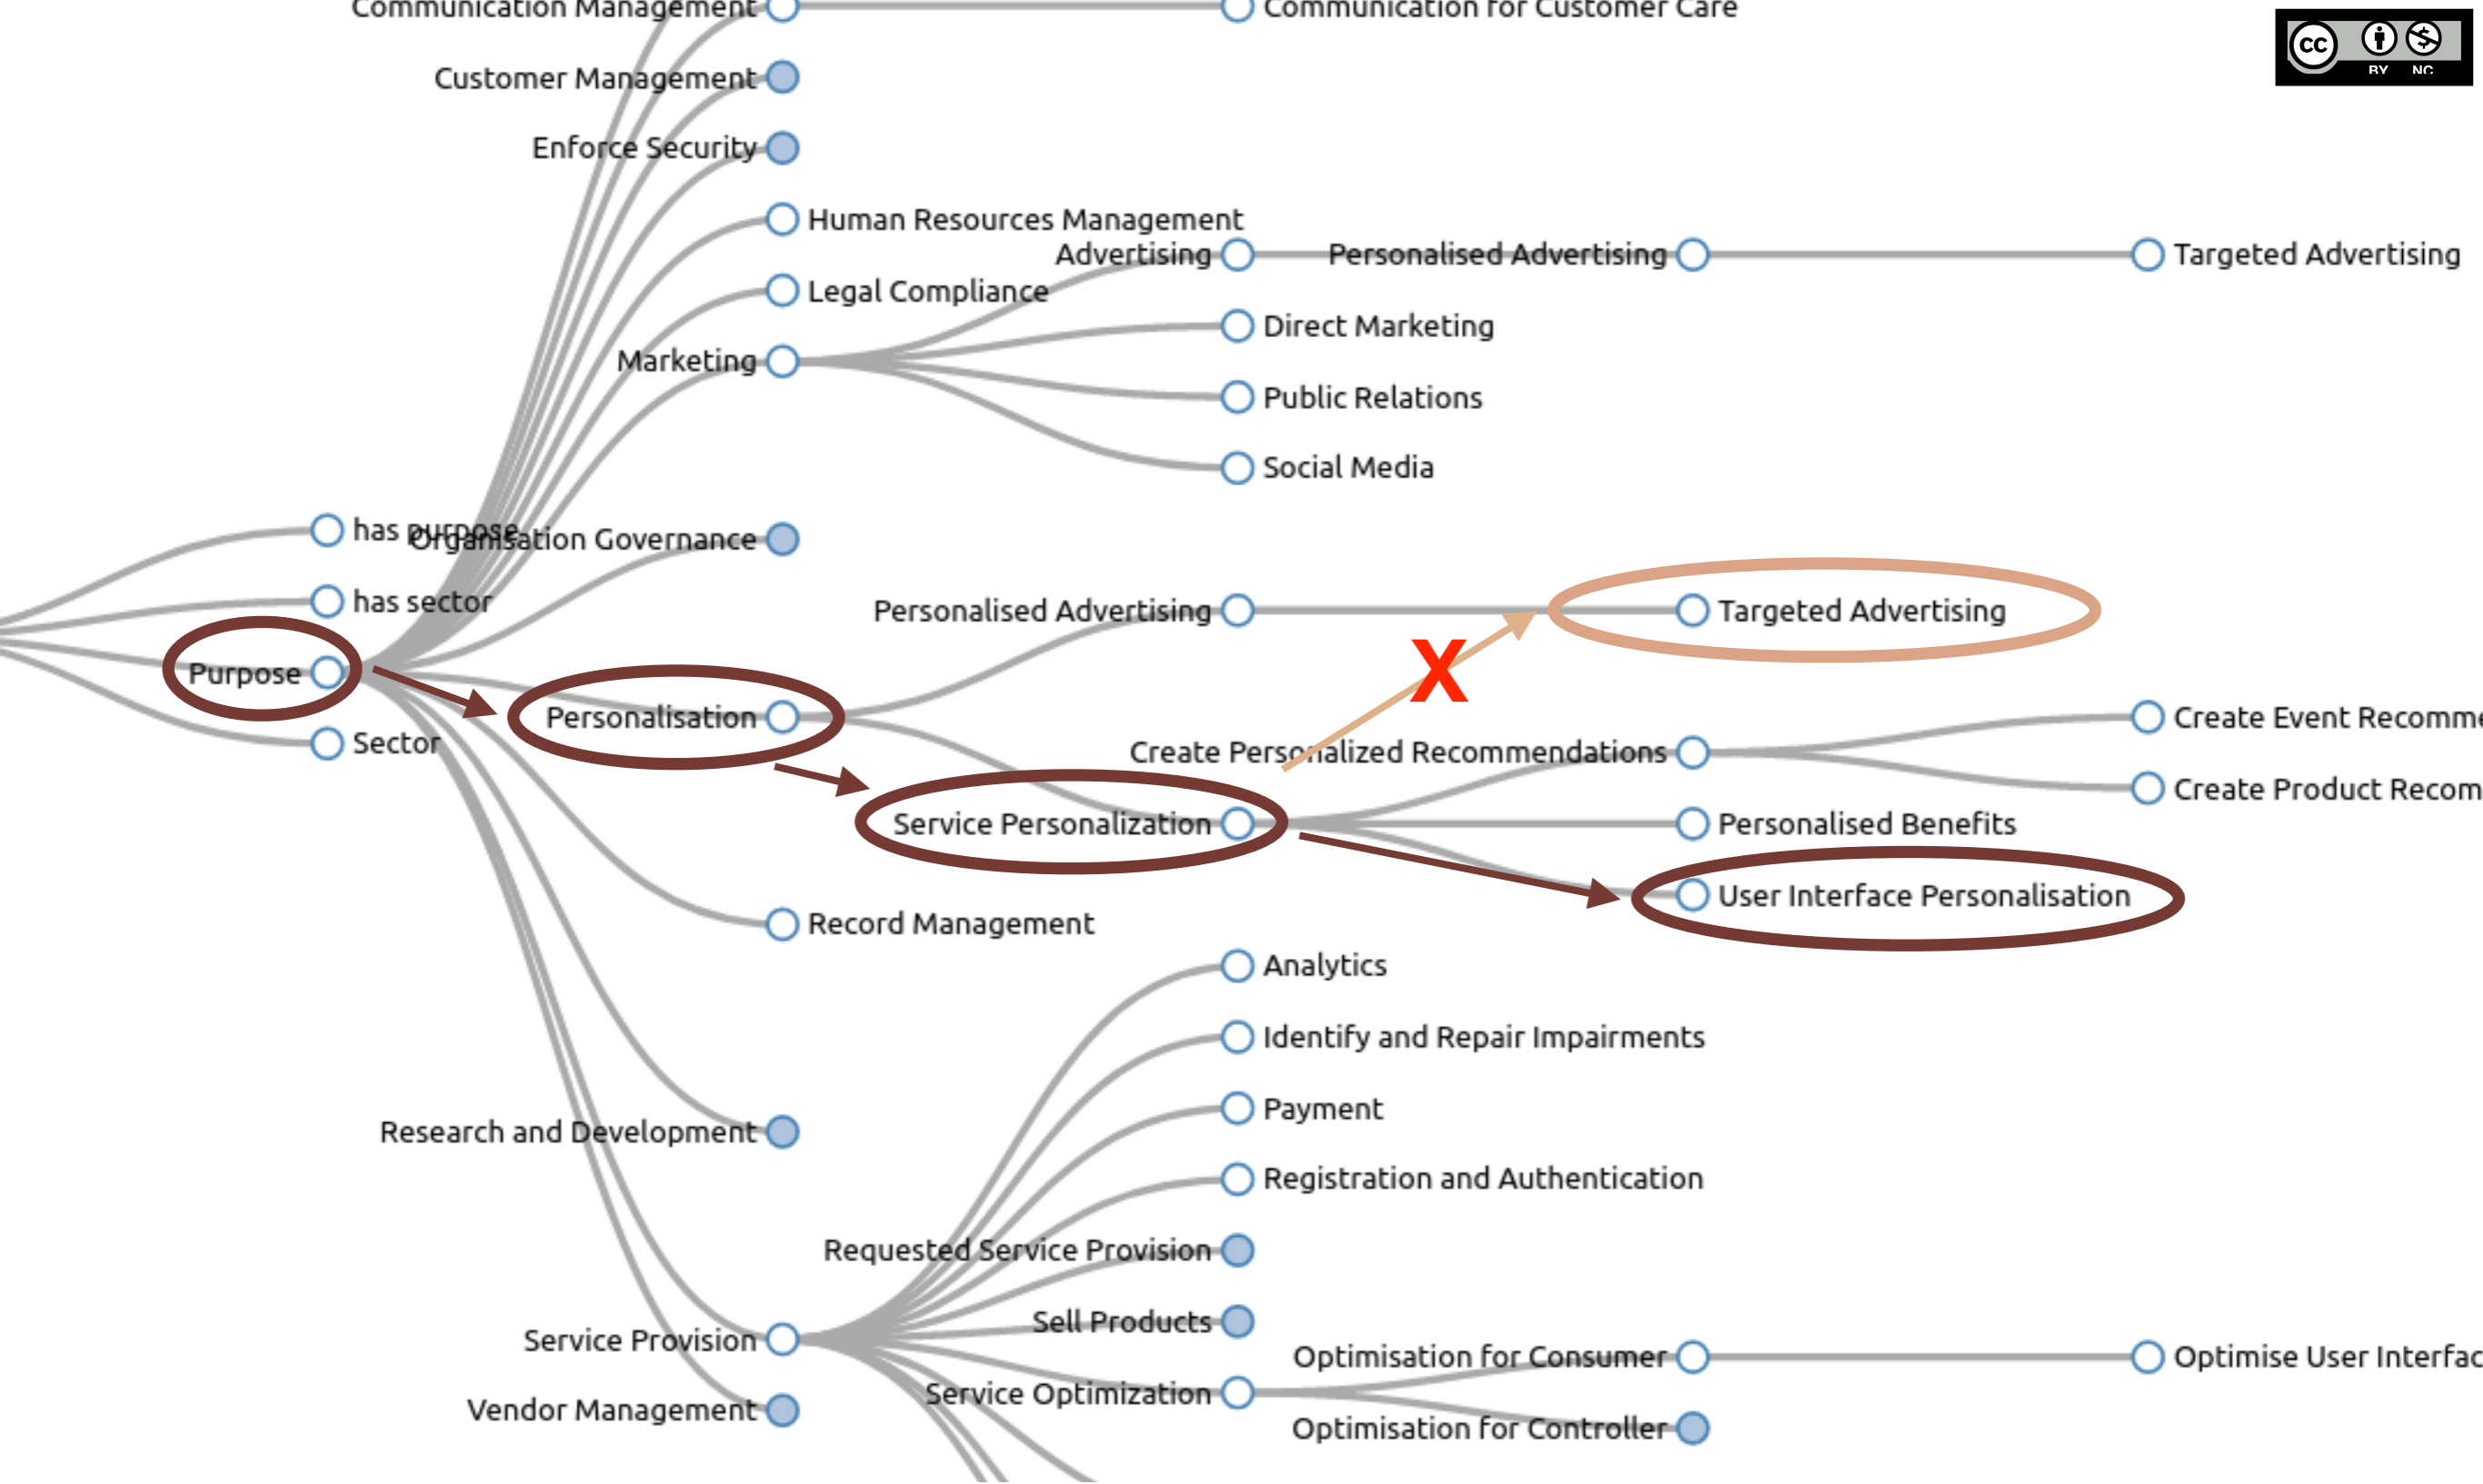 Communication Management
Communication for Customer Care
cc
BY NC
Customer Management
Enforce Security
Human Resources Management
Advertising
Personalised Advertising
Targeted Advertising
Legal Compliance
Direct Marketing
Marketing
Public Relations
Social Media
has purpose
Organisation Governance
has sector
Personalised Advertising
Targeted Advertising
Purpose
X
Personalisation
Sector
Create Personalized Recommendations
Create Event Recomme
Create Product Recom
Service Personalization
Personalised Benefits
User Interface Personalisation
Record Management
Analytics
Identify and Repair Impairments
Payment
Research and Development
Registration and Authentication
Requested Service Provision
Sell Products
Service Provision
Optimisation for Consumer
Optimise User Interfac
Service Optimization
Vendor Management
Optimisation for Controller